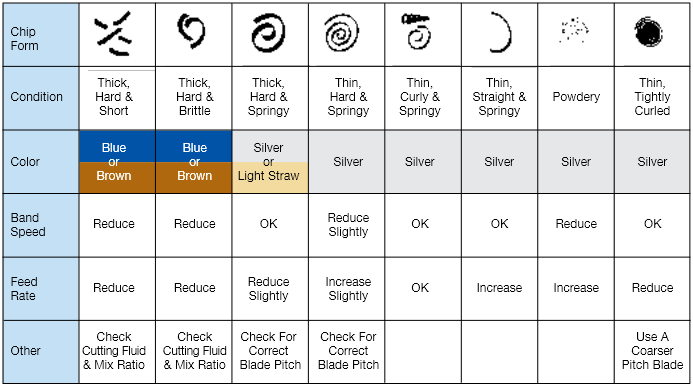 Chip
Form
Condition
Thick,
Hard &
Short
Thick,
Hard &
Brittle
Thick,
Hard &
Springy
Thin,
Hard &
Springy
Thin,
Curly &
Springy
Thin,
Straight &
Springy
Powdery
Thin,
Tightly
Curled
Color
Blue
or
Brown
Blue
or
Brown
Silver
or
Light Straw
Silver
Silver
Silver
Silver
Silver
Band
Speed
Reduce
Reduce
OK
Reduce
Slightly
OK
OK
Reduce
OK
Feed
Rate
Reduce
Reduce
Reduce
Slightly
Increase
Slightly
OK
Increase
Increase
Reduce
Other
Check
Cutting Fluid
& Mix Ratio
Check
Cutting Fluid
& Mix Ratio
Check For
Correct
Blade Pitch
Check For
Correct
Blade Pitch
Use A
Coarser
Pitch Blade